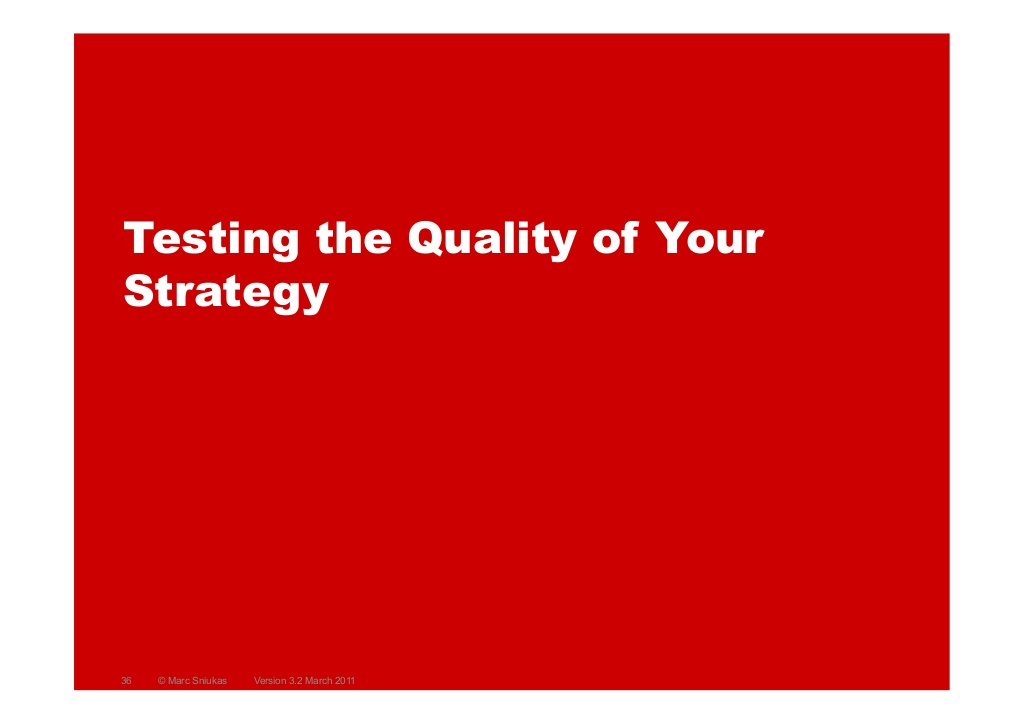 Testing the Quality of Your
Strategy
36 © Marc Sniukas Version 3.2 March 2011